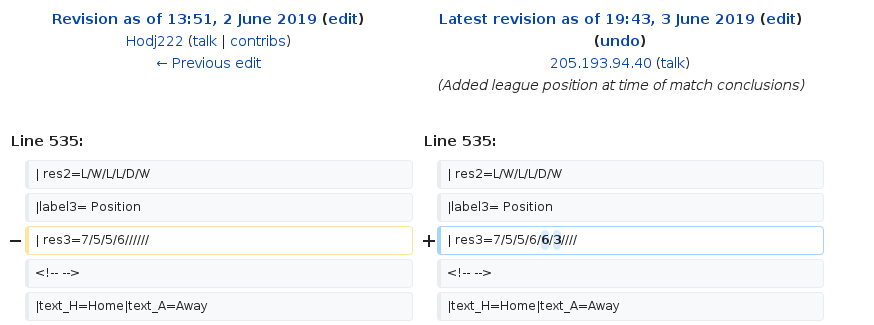 Revision as of 13:51, 2 June 2019 (edit)
Hodj222 (talk | contribs)
← Previous edit
Latest revision as of 19:43, 3 June 2019 (edit)
(undo)
205.193.94.40 (talk)
(Added league position at time of match conclusions)
Line 535:
Line 535:
| res2=L/W/L/L/D/W
| res2=L/W/L/L/D/W
|label3= Position
|label3= Position
− | res3=7/5/5/6//////
+ | res3=7/5/5/6/6/3////
<!-- -->
<!-- -->
|text_H=Home|text_A=Away
|text_H=Home|text_A=Away